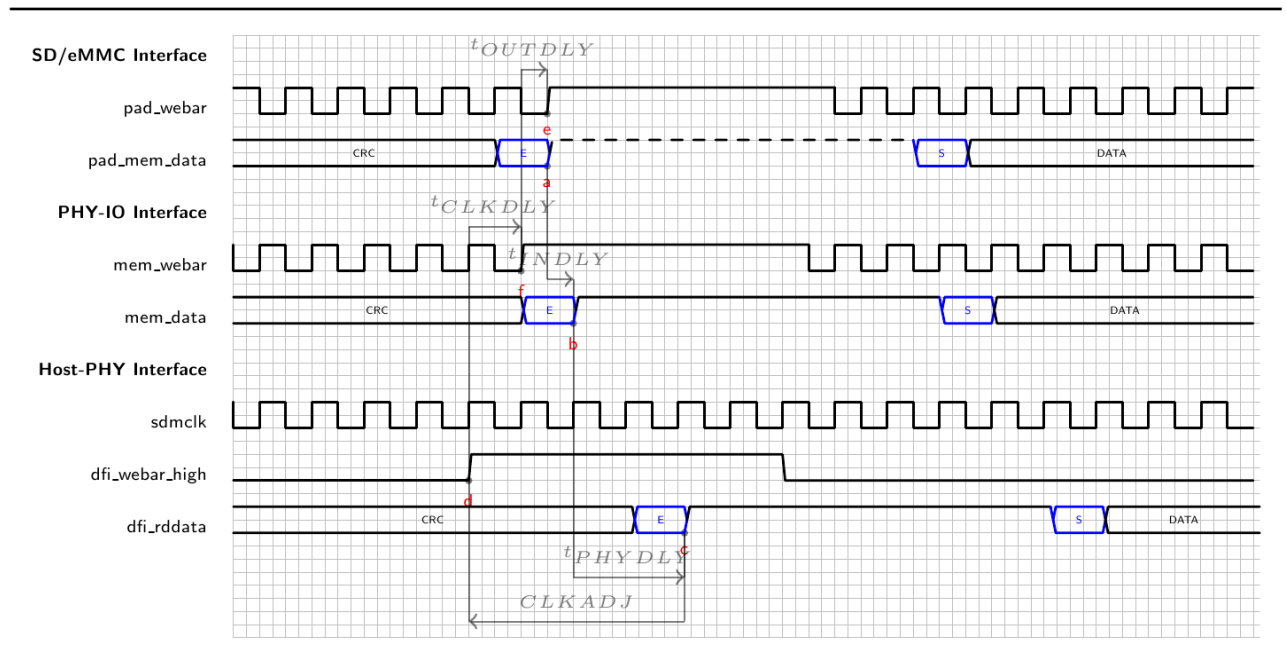 SD/eMMC Interface
tOUTDLY
pad_webar
e
pad_mem_data CRC E S DATA
a
PHY-IO Interface
tCLKDLY
mem_webar
tINDLY
f
mem_data CRC E S DATA
b
Host-PHY Interface
sdmclk
dfi_webar_high
d
dfi_rddata CRC E S DATA
c
tPHYDLY
CLKADJ